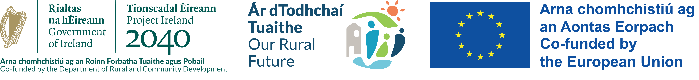 Rialtas
na hÉireann
Government
of Ireland
Tionscadal Éireann
Project Ireland
2040
Arna chomhchistiú ag an Roinn Forbartha Tuaithe agus Pobail
Co-funded by the Department of Rural and Community Development
Ár dTodhchaí
Tuaithe
Our Rural
Future
Arna chomhchistiú ag
an Aontas Eorpach
Co-funded by
the European Union